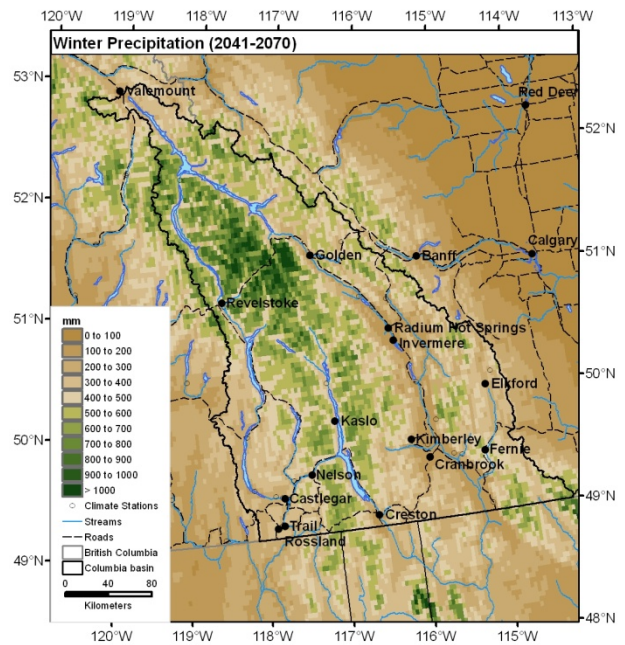 119°W 118°W 117°W 116°W 115°W 114°W 113°W
Winter Precipitation (2041-2070)
53°N
52°N
51°N
50°N
49°N
52°N
51°N
50°N
49°N
48°N
Valemount
Red Deer
Calgary
Banff
Golden
Revelstoke
Radium Hot Springs
Invermere
Elkford
Kaslo
Kimberley
Fernie
Cranbrook
Nelson
Castlegar
Creston
Trail
Rossland
mm
0 to 100
100 to 200
200 to 300
300 to 400
400 to 500
500 to 600
600 to 700
700 to 800
800 to 900
900 to 1000
> 1000
Climate Stations
Streams
Roads
British Columbia
Columbia basin
0 40 80
Kilometers
120°W 119°W 118°W 117°W 116°W 115°W 114°W